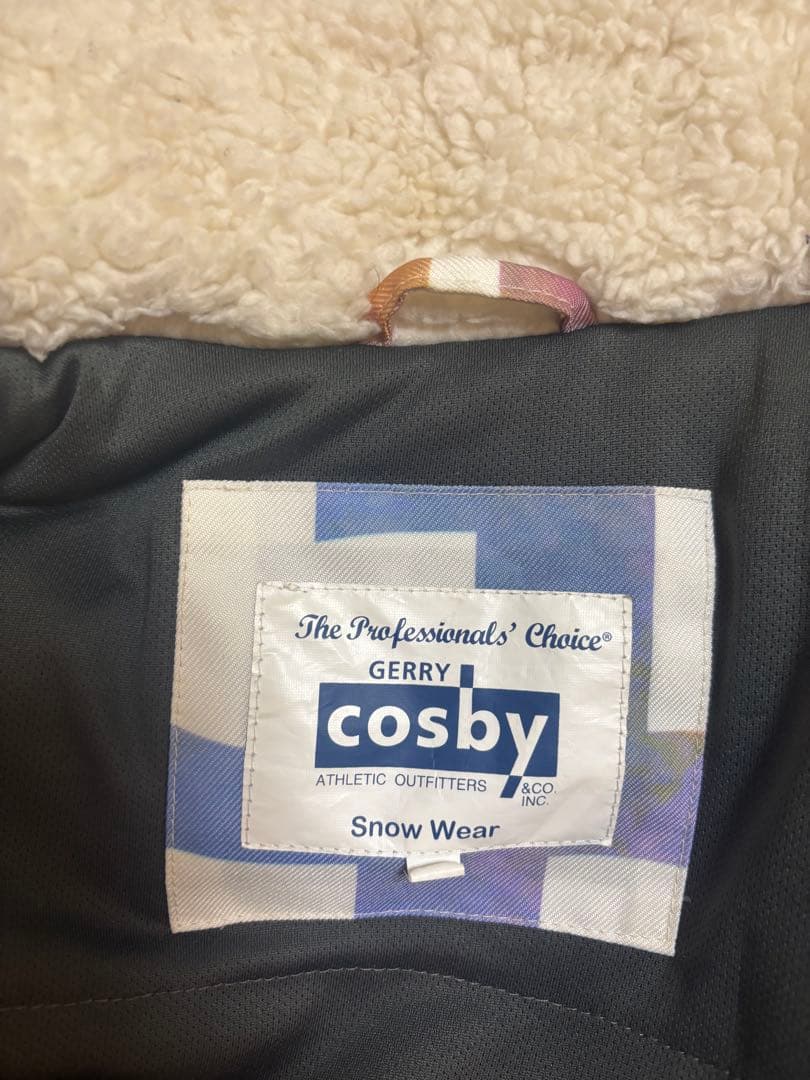 The Professionals' Choice®
GERRY
cosby
ATHLETIC OUTFITTERS &CO. INC.
Snow Wear